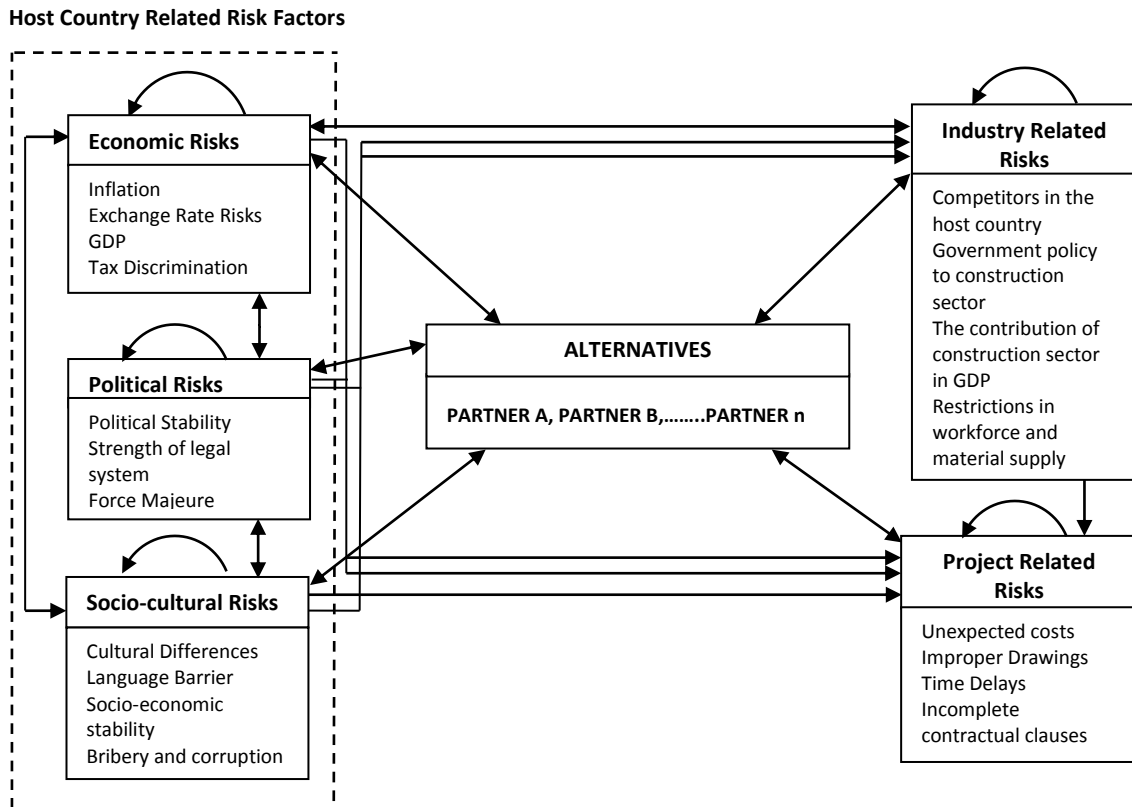 Host Country Related Risk Factors
Economic Risks
Inflation
Exchange Rate Risks
GDP
Tax Discrimination
Political Risks
Political Stability
Strength of legal
system
Force Majeure
Socio-cultural Risks
Cultural Differences
Language Barrier
Socio-economic
stability
Bribery and corruption
ALTERNATIVES
PARTNER A, PARTNER B,……..PARTNER n
Industry Related
Risks
Competitors in the
host country
Government policy
to construction
sector
The contribution of
construction sector
in GDP
Restrictions in
workforce and
material supply
Project Related
Risks
Unexpected costs
Improper Drawings
Time Delays
Incomplete
contractual clauses